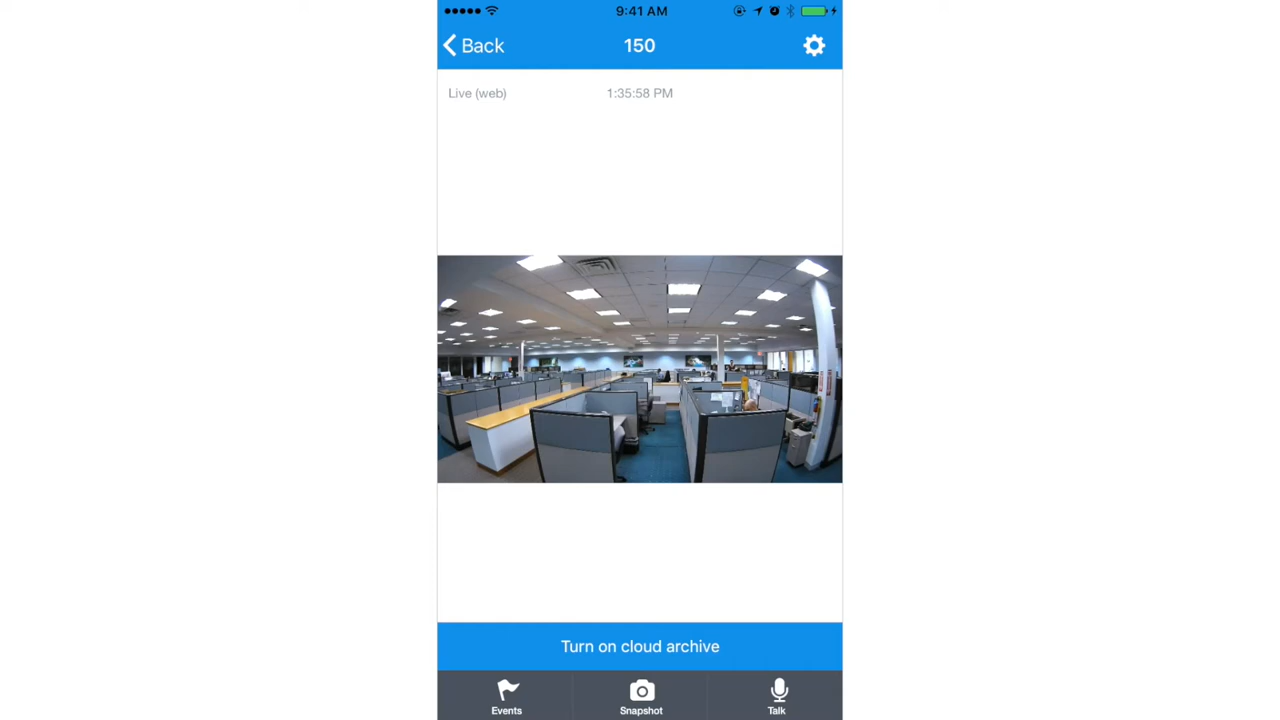 9:41 AM
Back
150
Live (web)
1:35:58 PM
Turn on cloud archive
Events
Snapshot
Talk